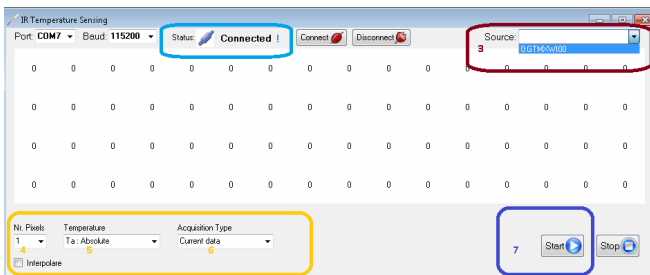 IR Temperature Sensing
Port: COM7 Baud: 115200 Status: Connected ! Connect Disconnect Source:
3 0:GTMXW100
0 0 0 0 0 0 0 0 0 0 0 0 0 0 0 0
0 0 0 0 0 0 0 0 0 0 0 0 0 0 0 0
0 0 0 0 0 0 0 0 0 0 0 0 0 0 0 0
0 0 0 0 0 0 0 0 0 0 0 0 0 0 0 0
Nr. Pixels Temperature Acquisition Type
1 Ta : Absolute Current data
4 5 6
7 Start Stop
Interpolare